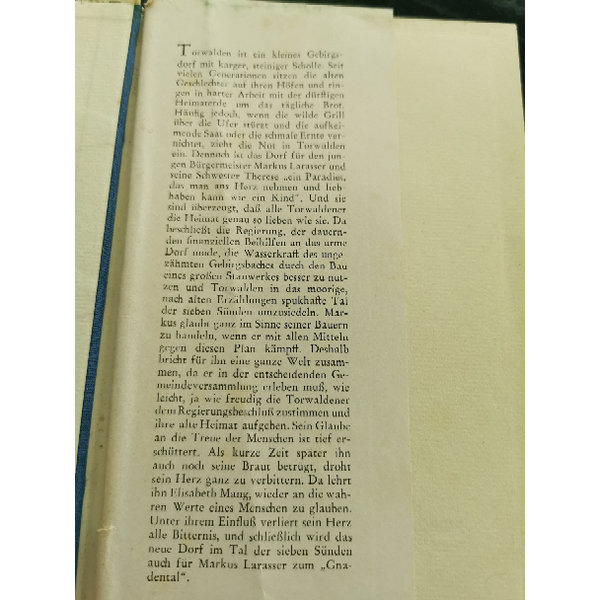 Torwalden ist ein kleines Gebirgs-
dorf mit karger, steiniger Scholle. Seit
vielen Generationen sitzen die alten
Geschlechter auf ihren Höfen und rin-
gen in harter Arbeit mit der dürftigen
Heimaterde um das tägliche Brot.
Häufig jedoch, wenn die wilde Grill
über die Ufer stürzt und die aufkei-
mende Saat oder die schmale Ernte ver-
nichtet, zieht die Not in Torwalden
ein. Dennoch ist das Dorf für den jun-
gen Bürgermeister Markus Larasser und
seine Schwester Therese „ein Paradies,
das man ans Herz nehmen und lieb-
haben kann wie ein Kind“. Und sie
sind überzeugt, daß alle Torwaldener
die Heimat genau so lieben wie sie. Da
beschließt die Regierung, der dauern-
den finanziellen Beihilfen an das arme
Dorf müde, die Wasserkraft des unge-
zähmten Gebirgsbaches durch den Bau
eines großen Stauwerkes besser zu nut-
zen und Torwalden in das moorige,
nach alten Erzählungen spukhafte Tal
der sieben Sünden umzusiedeln. Mar-
kus glaubt ganz im Sinne seiner Bauern
zu handeln, wenn er mit allen Mitteln
gegen diesen Plan kämpft. Deshalb
bricht für ihn eine ganze Welt zusam-
men, da er in der entscheidenden Ge-
meindeversammlung erleben muß, wie
leicht, ja wie freudig die Torwaldener
dem Regierungsbeschluß zustimmen und
ihre alte Heimat aufgeben. Sein Glaube
an die Treue der Menschen ist tief er-
schüttert. Als kurze Zeit später ihn
auch noch seine Braut betrügt, droht
sein Herz ganz zu verbittern. Da lehrt
ihn Elisabeth Mang, wieder an die wah-
ren Werte eines Menschen zu glauben.
Unter ihrem Einfluß verliert sein Herz
alle Bitternis, und schließlich wird das
neue Dorf im Tal der sieben Sünden
auch für Markus Larasser zum „Gna-
dental“.